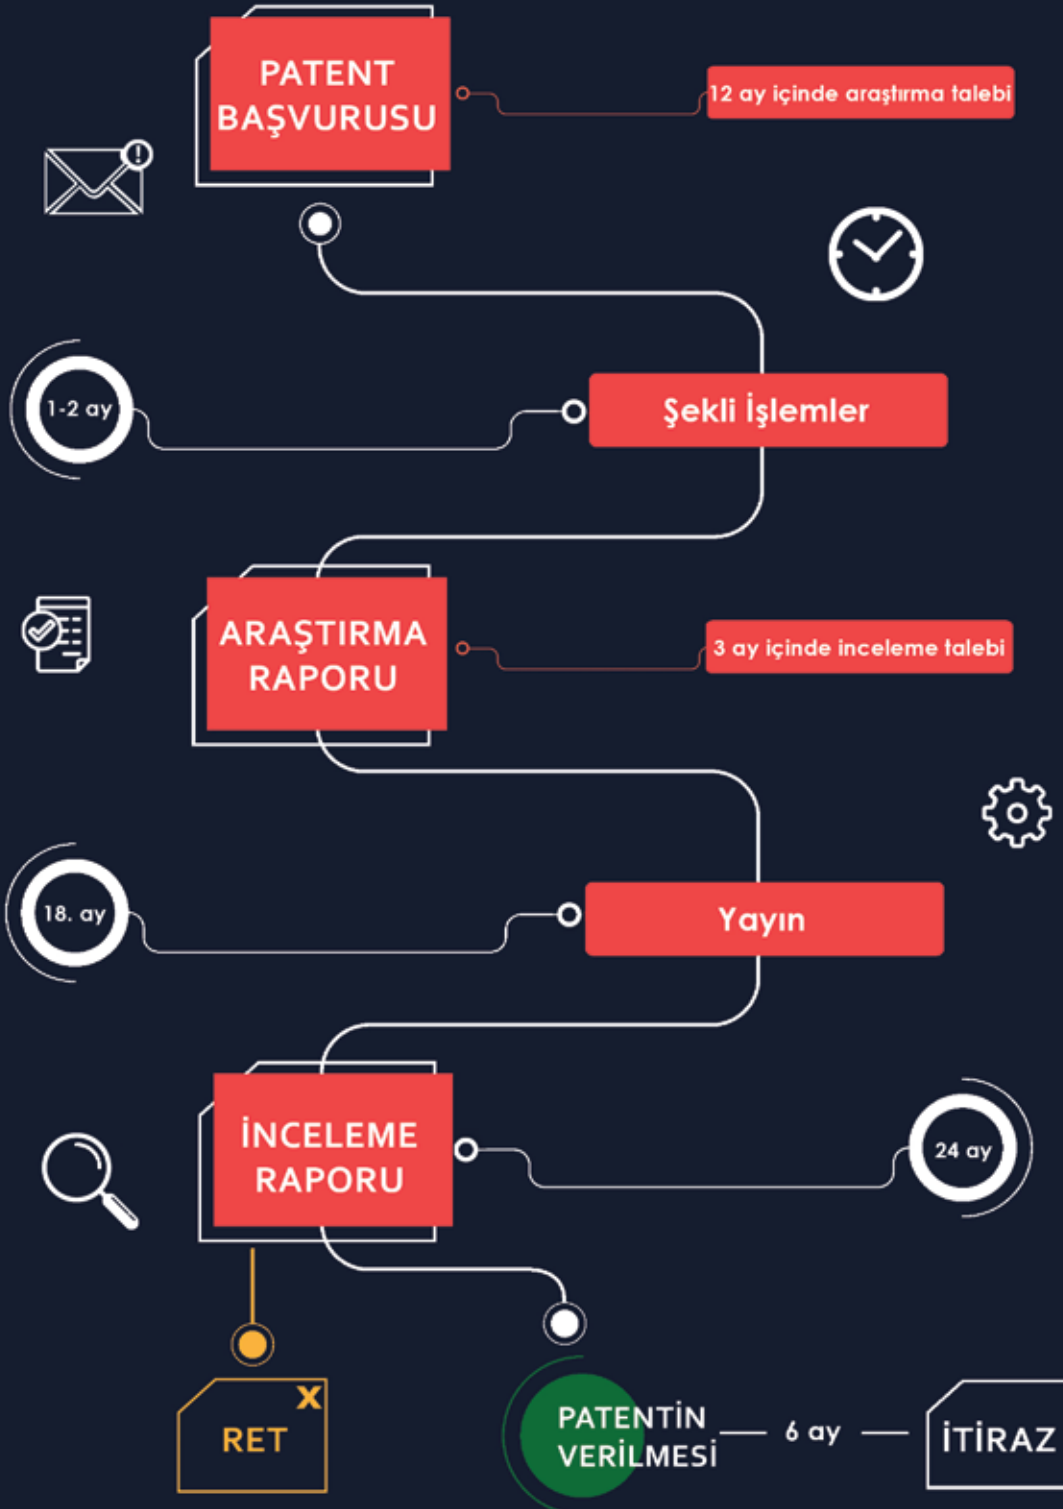 PATENT
BAŞVURUSU
12 ay içinde araştırma talebi
1-2 ay
Şekli İşlemler
ARAŞTIRMA
RAPORU
3 ay içinde inceleme talebi
18. ay
Yayın
İNCELEME
RAPORU
24 ay
RET
X
PATENTİN
VERİLMESİ
6 ay
İTİRAZ